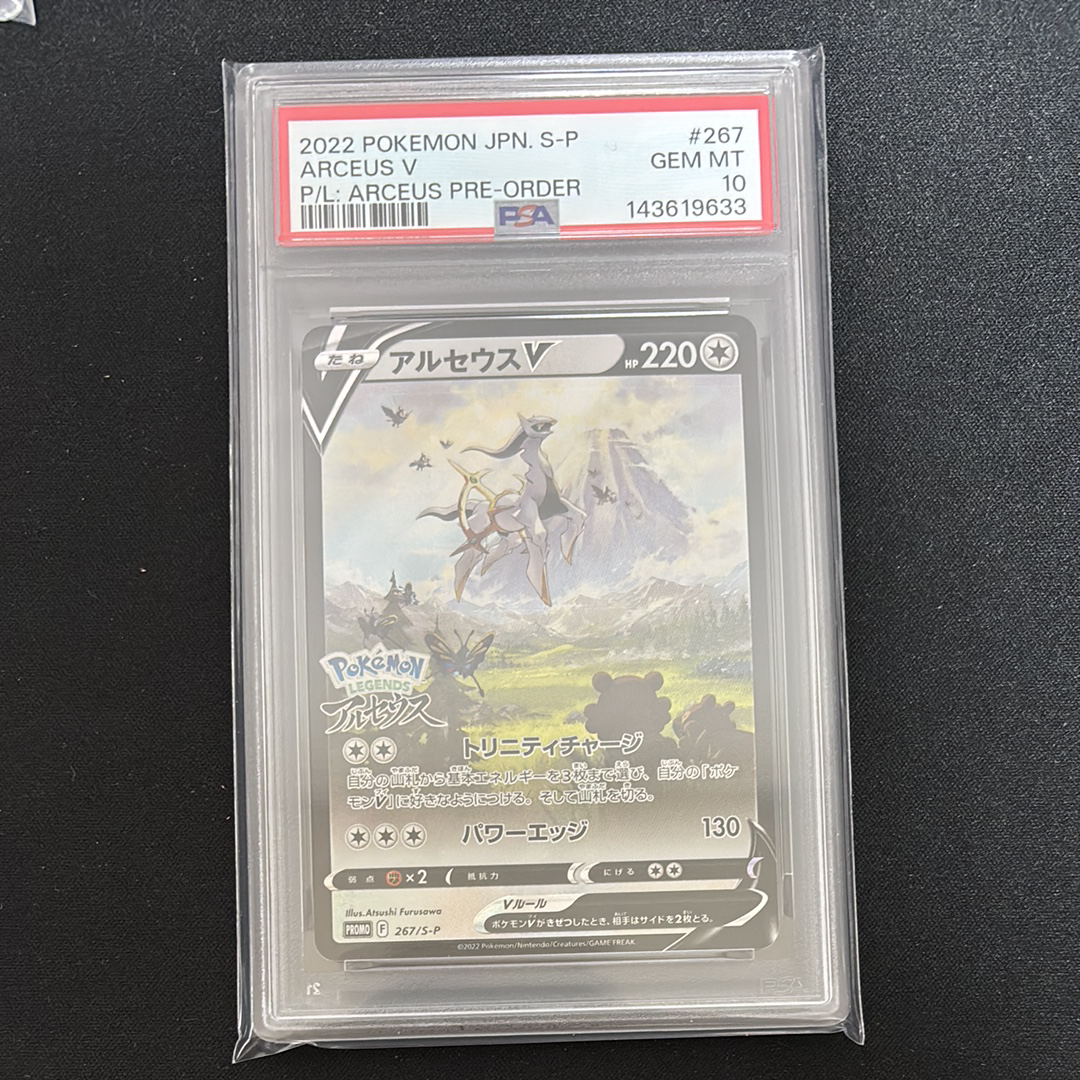 2022 POKEMON JPN. S-P #267
ARCEUS V GEM MT
P/L: ARCEUS PRE-ORDER 10
PSA 143619633
たね アルセウスV HP 220
Pokémon
LEGENDS
アルセウス
トリニティチャージ
自分の山札から基本エネルギーを3枚まで選び、自分の「ポケ
モンV」に好きなようにつける。そして山札を切る。
パワーエッジ 130
弱点 ×2 抵抗力 にげる
Vルール
ポケモンVがきぜつしたとき、相手はサイドを2枚とる。
Illus. Atsushi Furusawa
PROMO F 267/S-P
©2022 Pokémon/Nintendo/Creatures/GAME FREAK.
PSA